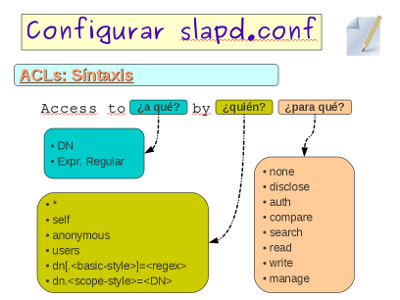 Configurar slapd.conf
ACLs: Síntaxis
Access to ¿a qué? by ¿quién? ¿para qué?
• DN
• Expr. Regular
• *
• self
• anonymous
• users
• dn[.<basic-style>]=<regex>
• dn.<scope-style>=<DN>
• none
• disclose
• auth
• compare
• search
• read
• write
• manage